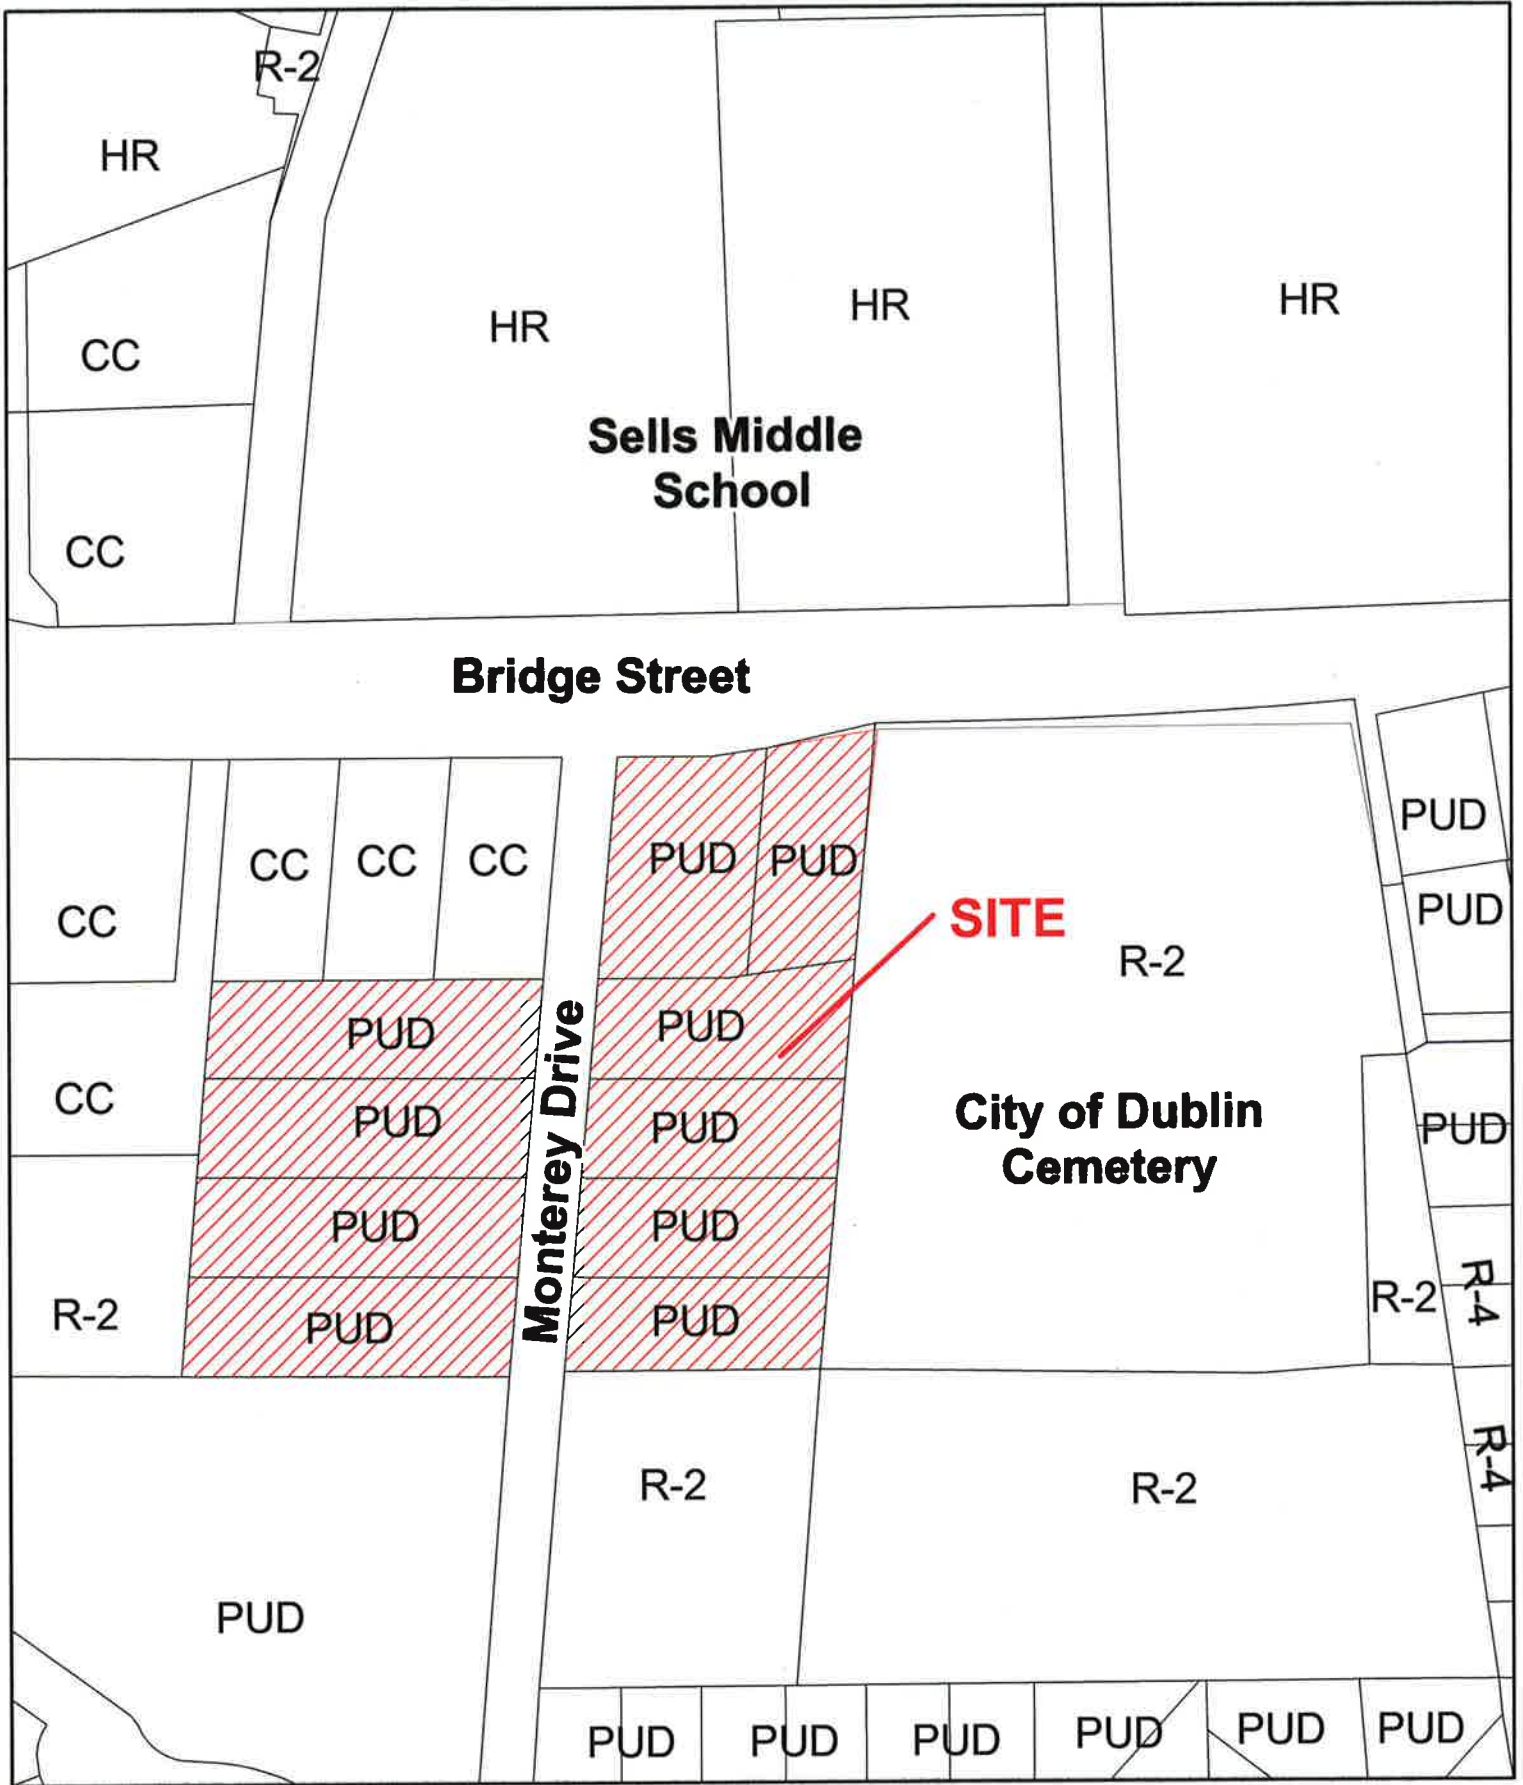 R-2
HR
HR
HR
HR
CC
Sells Middle
School
CC
Bridge Street
PUD
CC
CC
CC
PUD
PUD
CC
PUD
SITE
R-2
PUD
PUD
CC
PUD
PUD
Monterey Drive
City of Dublin
Cemetery
PUD
PUD
PUD
R-2
PUD
PUD
R-2
R-4
R-2
R-2
R-4
PUD
PUD
PUD
PUD
PUD
PUD
PUD